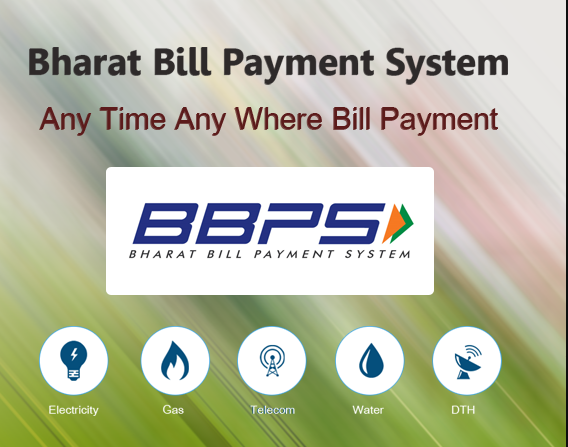 Bharat Bill Payment System
Any Time Any Where Bill Payment
BBPS
BHARAT BILL PAYMENT SYSTEM
Electricity Gas Telecom Water DTH